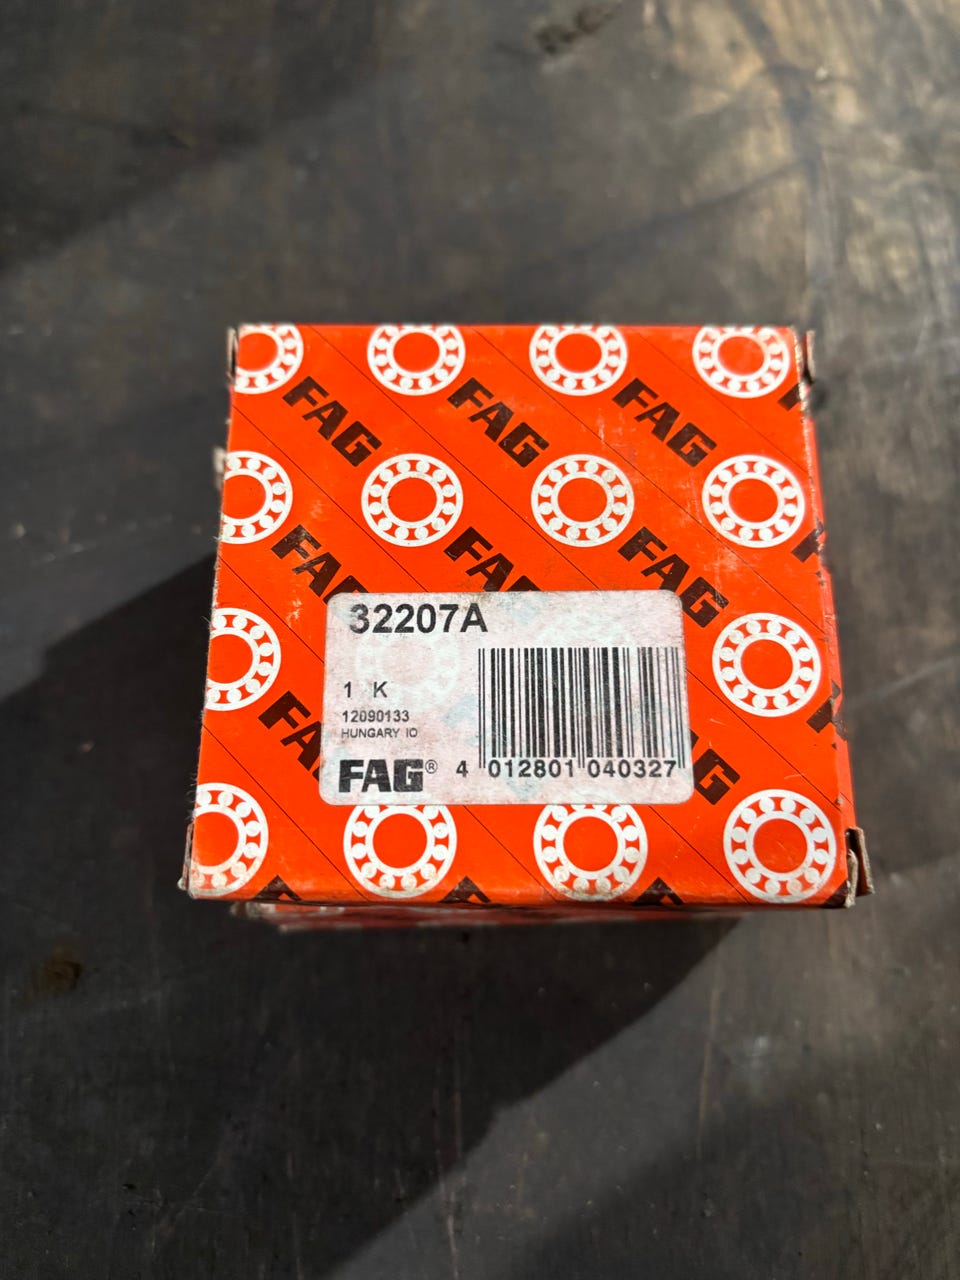 FAG FAG FAG
FAG FAG FAG
32207A
1 K
12090133
HUNGARY IO
FAG® 4 012801 040327